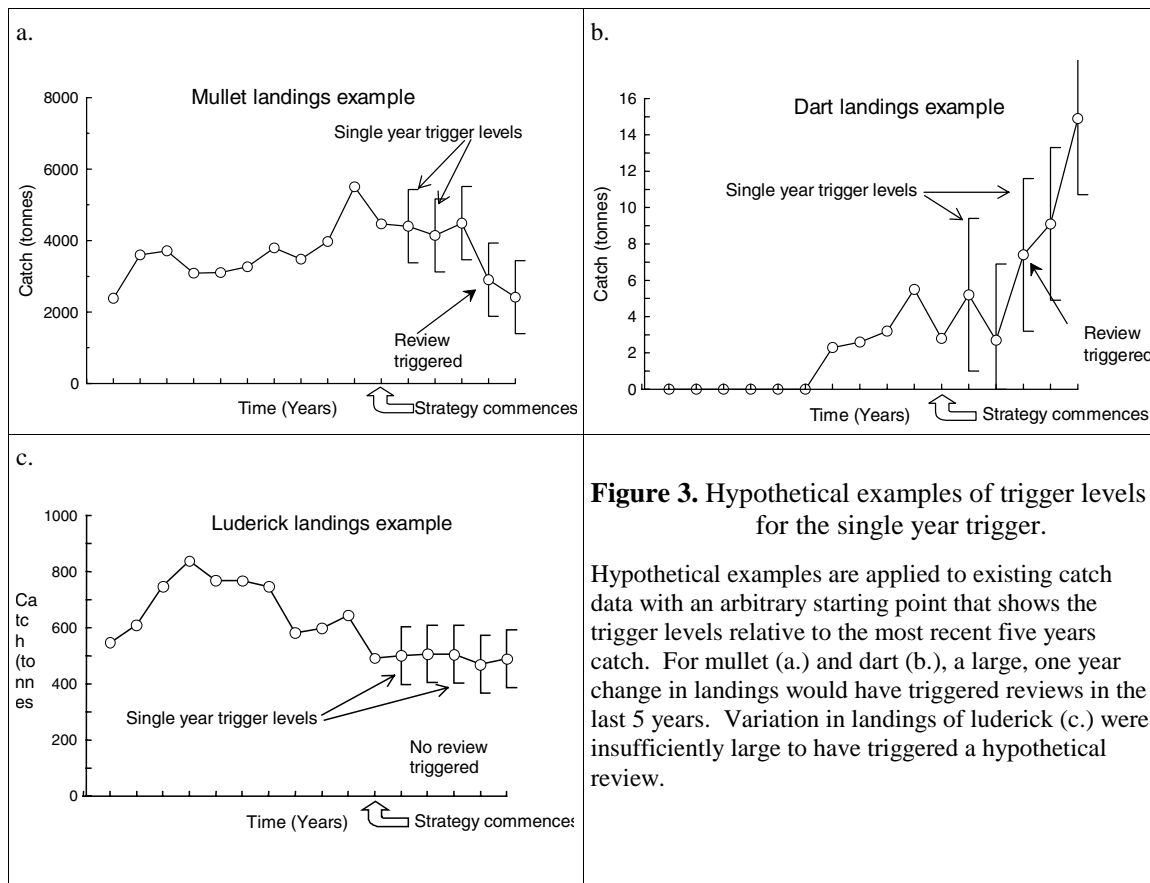 a.
Mullet landings example
Single year trigger levels
8000
6000
4000
2000
0
Catch (tonnes)
Review
triggered
Time (Years)
Strategy commences
b.
Dart landings example
Single year trigger levels
16
14
12
10
8
6
4
2
0
Catch (tonnes)
Review
triggered
Time (Years)
Strategy commences
c.
Luderick landings example
1000
800
600
400
200
0
Ca
tch
(to
nn
es
Single year trigger levels
No review
triggered
Time (Years)
Strategy commences
Figure 3. Hypothetical examples of trigger levels
for the single year trigger.
Hypothetical examples are applied to existing catch
data with an arbitrary starting point that shows the
trigger levels relative to the most recent five years
catch. For mullet (a.) and dart (b.), a large, one year
change in landings would have triggered reviews in the
last 5 years. Variation in landings of luderick (c.) were
insufficiently large to have triggered a hypothetical
review.